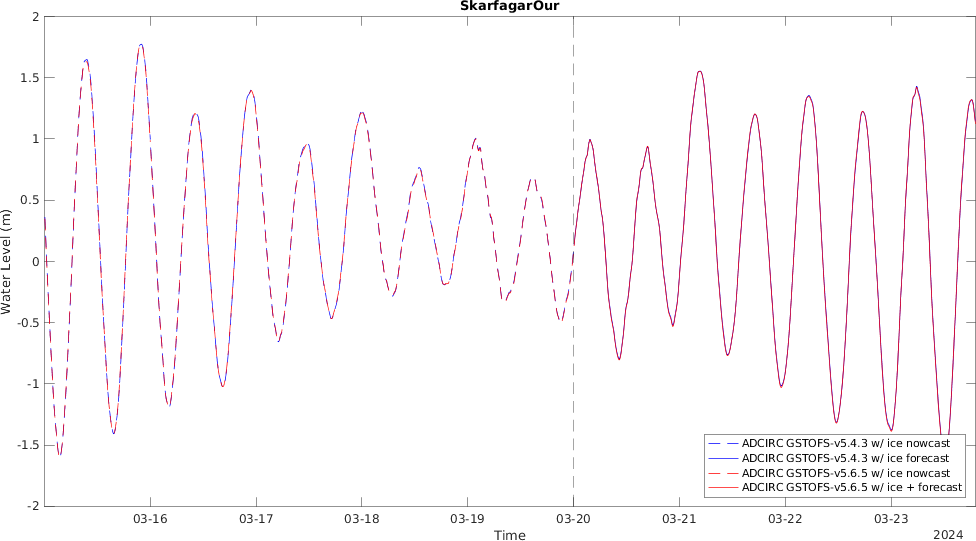 SkarfagarOur
2
1.5
1
0.5
0
-0.5
-1
-1.5
-2
Water Level (m)
03-16 03-17 03-18 03-19 03-20 03-21 03-22 03-23
Time
2024
ADCIRC GSTOFS-v5.4.3 w/ ice nowcast
ADCIRC GSTOFS-v5.4.3 w/ ice forecast
ADCIRC GSTOFS-v5.6.5 w/ ice nowcast
ADCIRC GSTOFS-v5.6.5 w/ ice + forecast